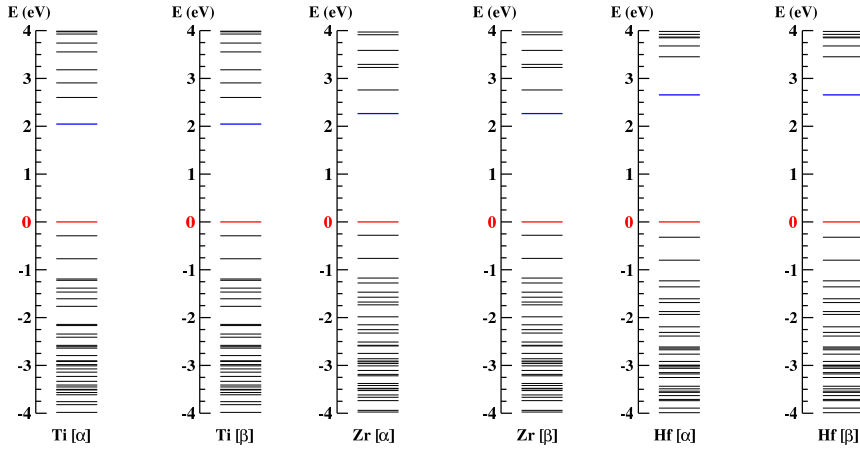 E (eV) E (eV) E (eV) E (eV) E (eV) E (eV)
4 4 4 4 4 4
3 3 3 3 3 3
2 2 2 2 2 2
1 1 1 1 1 1
0 0 0 0 0 0
-1 -1 -1 -1 -1 -1
-2 -2 -2 -2 -2 -2
-3 -3 -3 -3 -3 -3
-4 -4 -4 -4 -4 -4
Ti [α] Ti [β] Zr [α] Zr [β] Hf [α] Hf [β]